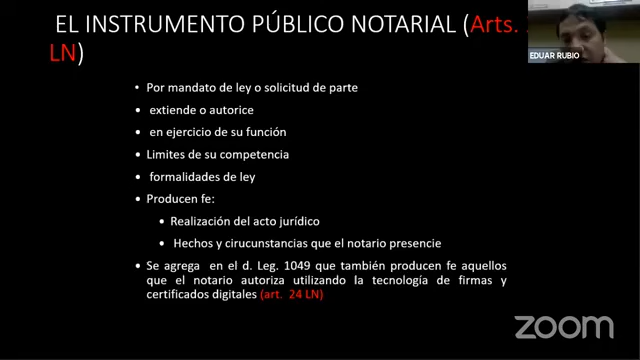 EL INSTRUMENTO PÚBLICO NOTARIAL (Arts.
LN)
EDUAR RUBIO
• Por mandato de ley o solicitud de parte
• extiende o autorice
• en ejercicio de su función
• Limites de su competencia
• formalidades de ley
• Producen fe:
• Realización del acto jurídico
• Hechos y cirucunstancias que el notario presencie
• Se agrega en el d. Leg. 1049 que también producen fe aquellos
que el notario autoriza utilizando la tecnología de firmas y
certificados digitales (art. 24 LN)
zoom